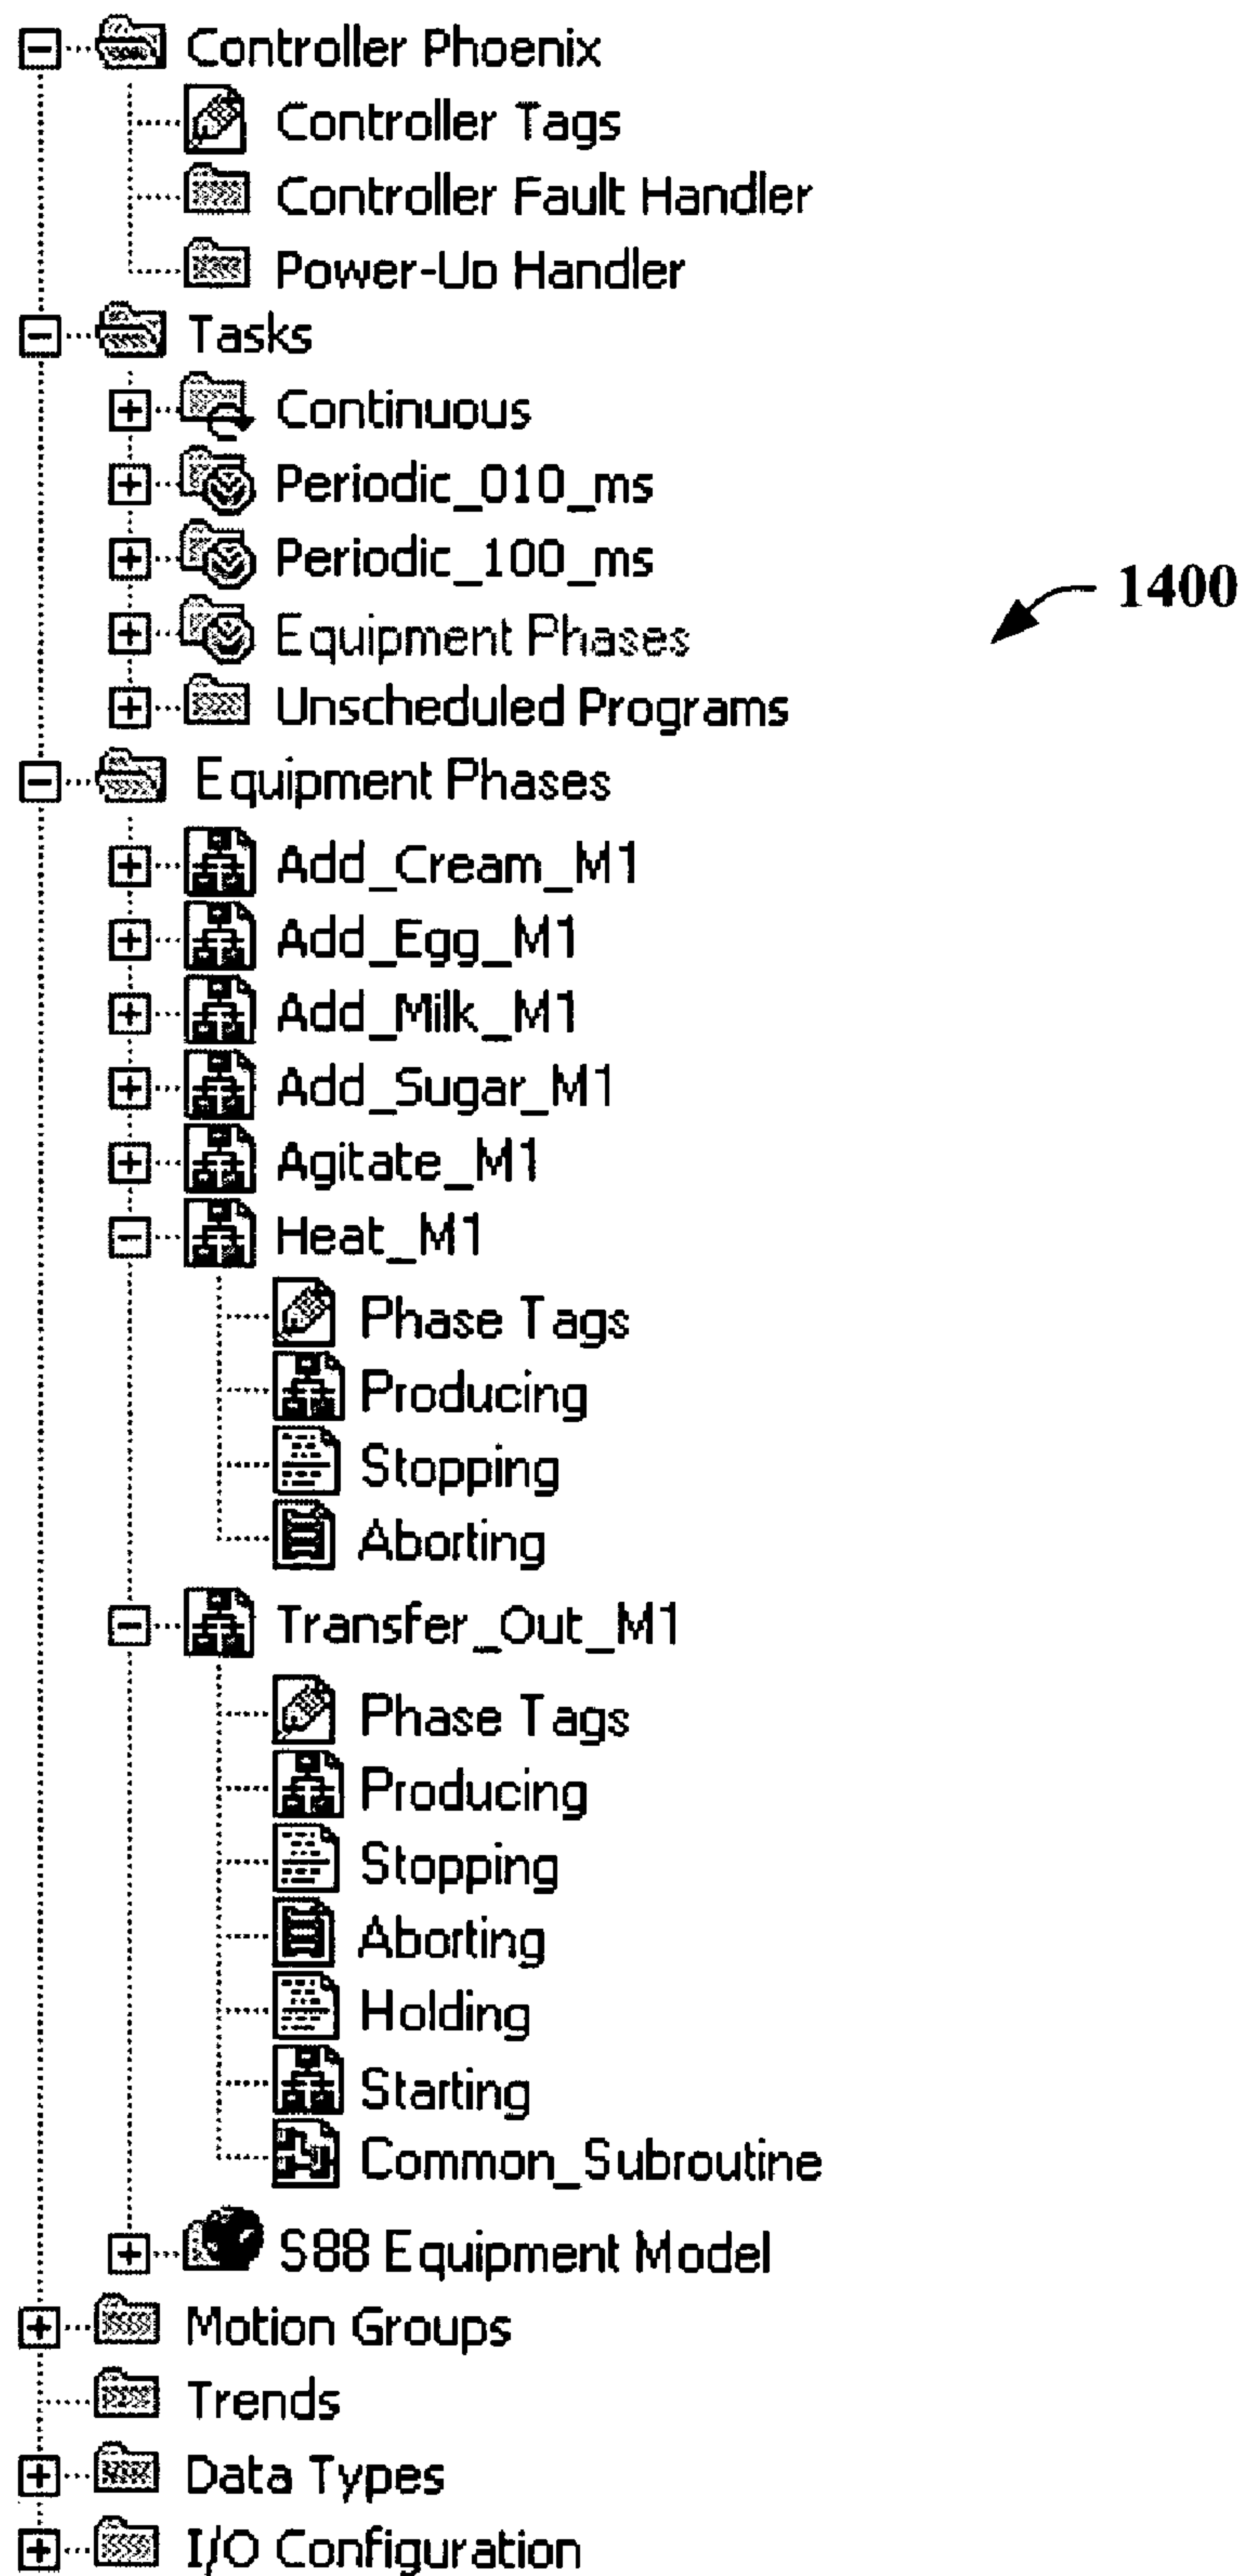 Controller Phoenix
Controller Tags
Controller Fault Handler
Power-Up Handler
Tasks
Continuous
Periodic_010_ms
Periodic_100_ms
1400
Equipment Phases
Unscheduled Programs
Equipment Phases
Add_Cream_M1
Add_Egg_M1
Add_Milk_M1
Add_Sugar_M1
Agitate_M1
Heat_M1
Phase Tags
Producing
Stopping
Aborting
Transfer_Out_M1
Phase Tags
Producing
Stopping
Aborting
Holding
Starting
Common_Subroutine
S88 Equipment Model
Motion Groups
Trends
Data Types
I/O Configuration